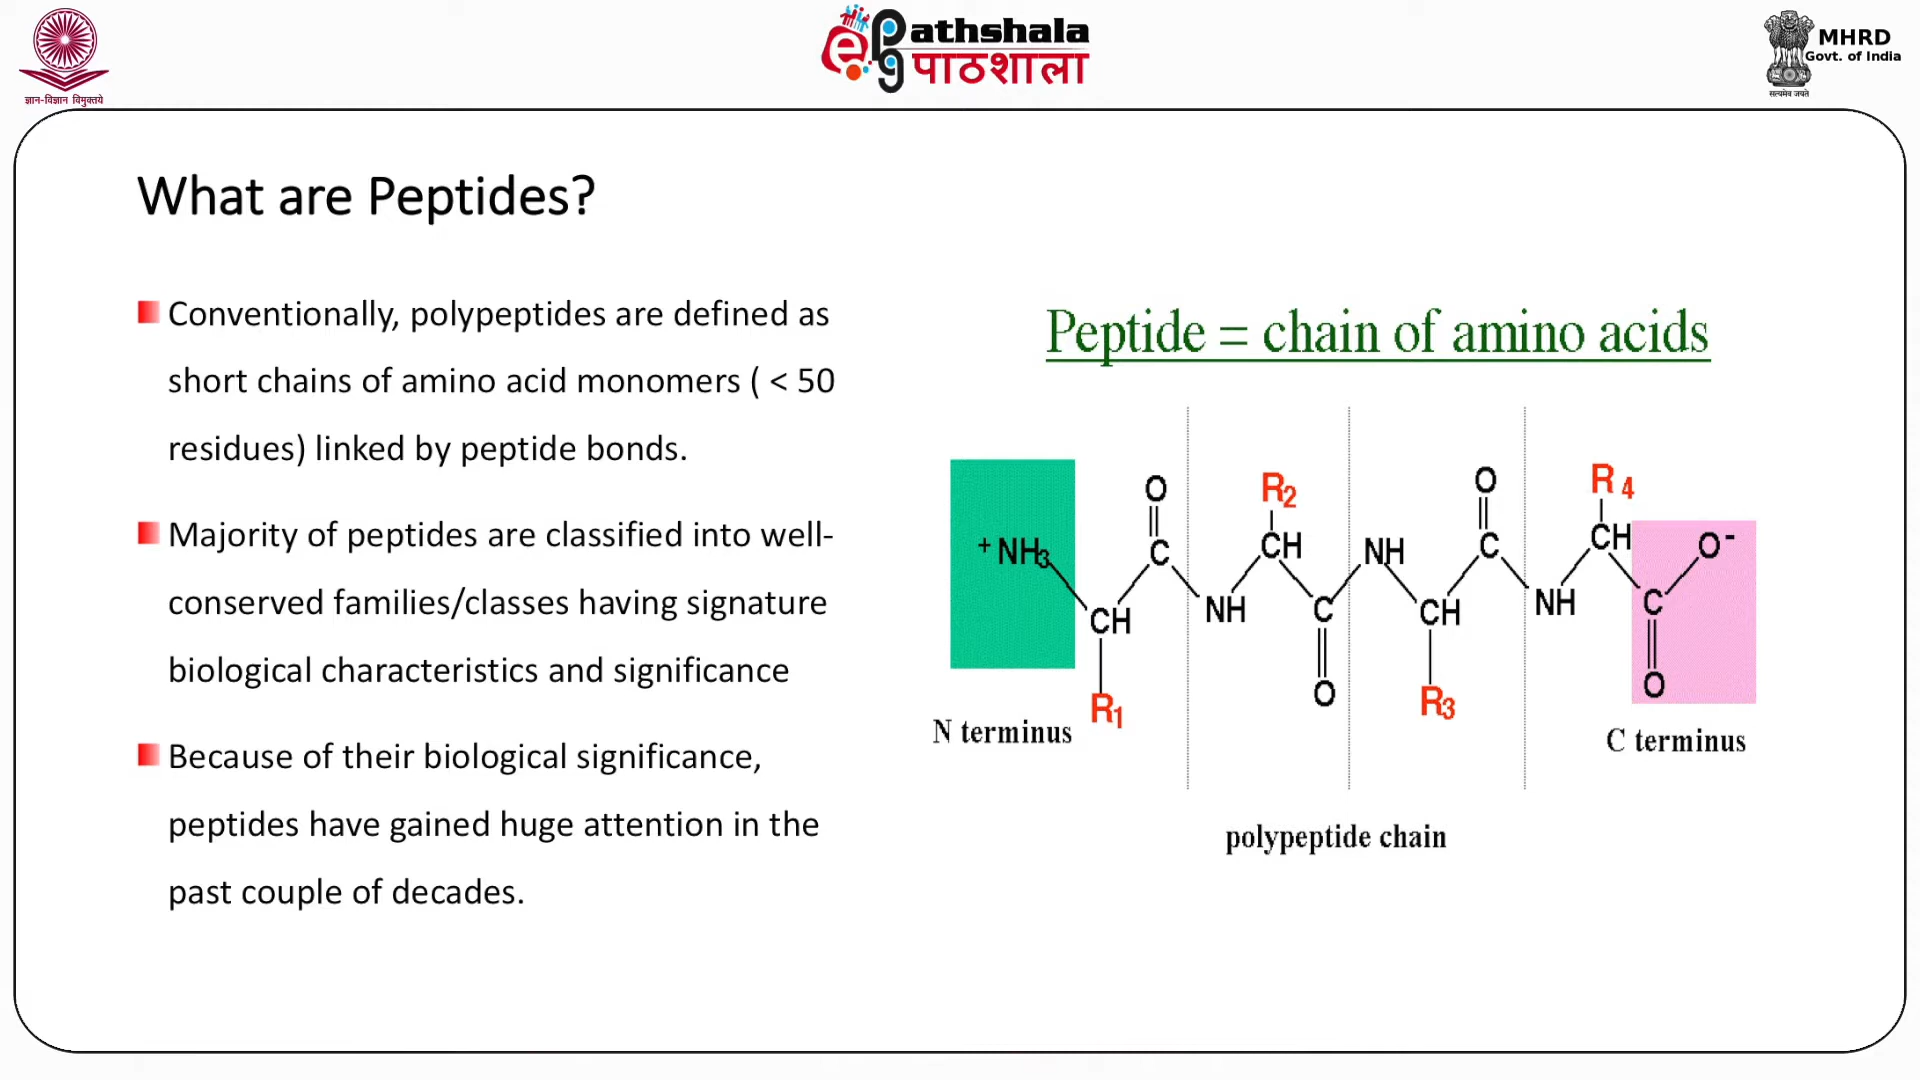 ज्ञान-विज्ञान विमुक्तये
ePG Pathshala
पाठशाला
MHRD
Govt. of India
सत्यमेव जयते
What are Peptides?
Conventionally, polypeptides are defined as
short chains of amino acid monomers ( < 50
residues) linked by peptide bonds.
Majority of peptides are classified into well-
conserved families/classes having signature
biological characteristics and significance
Because of their biological significance,
peptides have gained huge attention in the
past couple of decades.
Peptide = chain of amino acids
+NH3
CH
R1
C
O
NH
CH
R2
C
O
NH
CH
R3
C
O
NH
CH
R4
C
O
O-
N terminus
C terminus
polypeptide chain